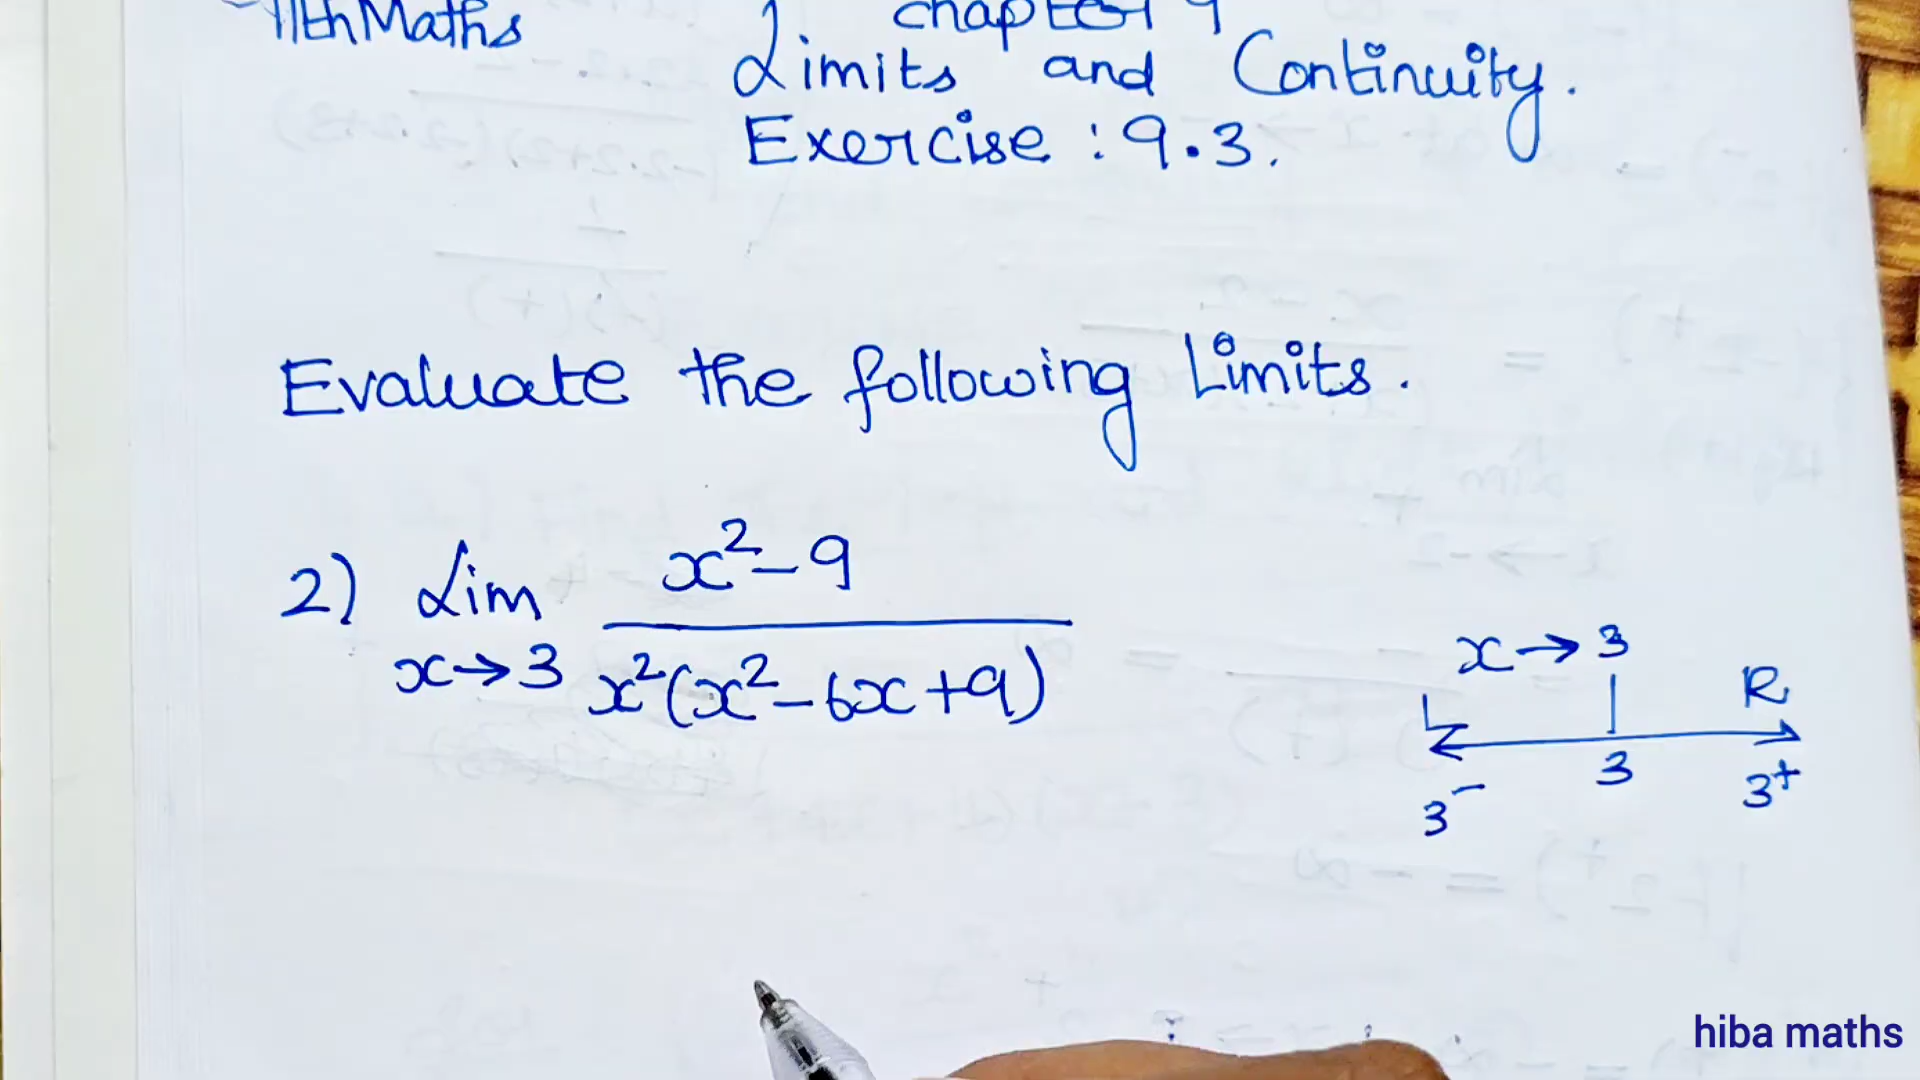 11th Maths
Chapter 9
Limits and Continuity.
Exercise : 9.3.
Evaluate the following Limits.
2) Lim x→3 x²-9 / x²(x²-6x+9)
x→3
L R
3
3⁻ 3⁺
hiba maths